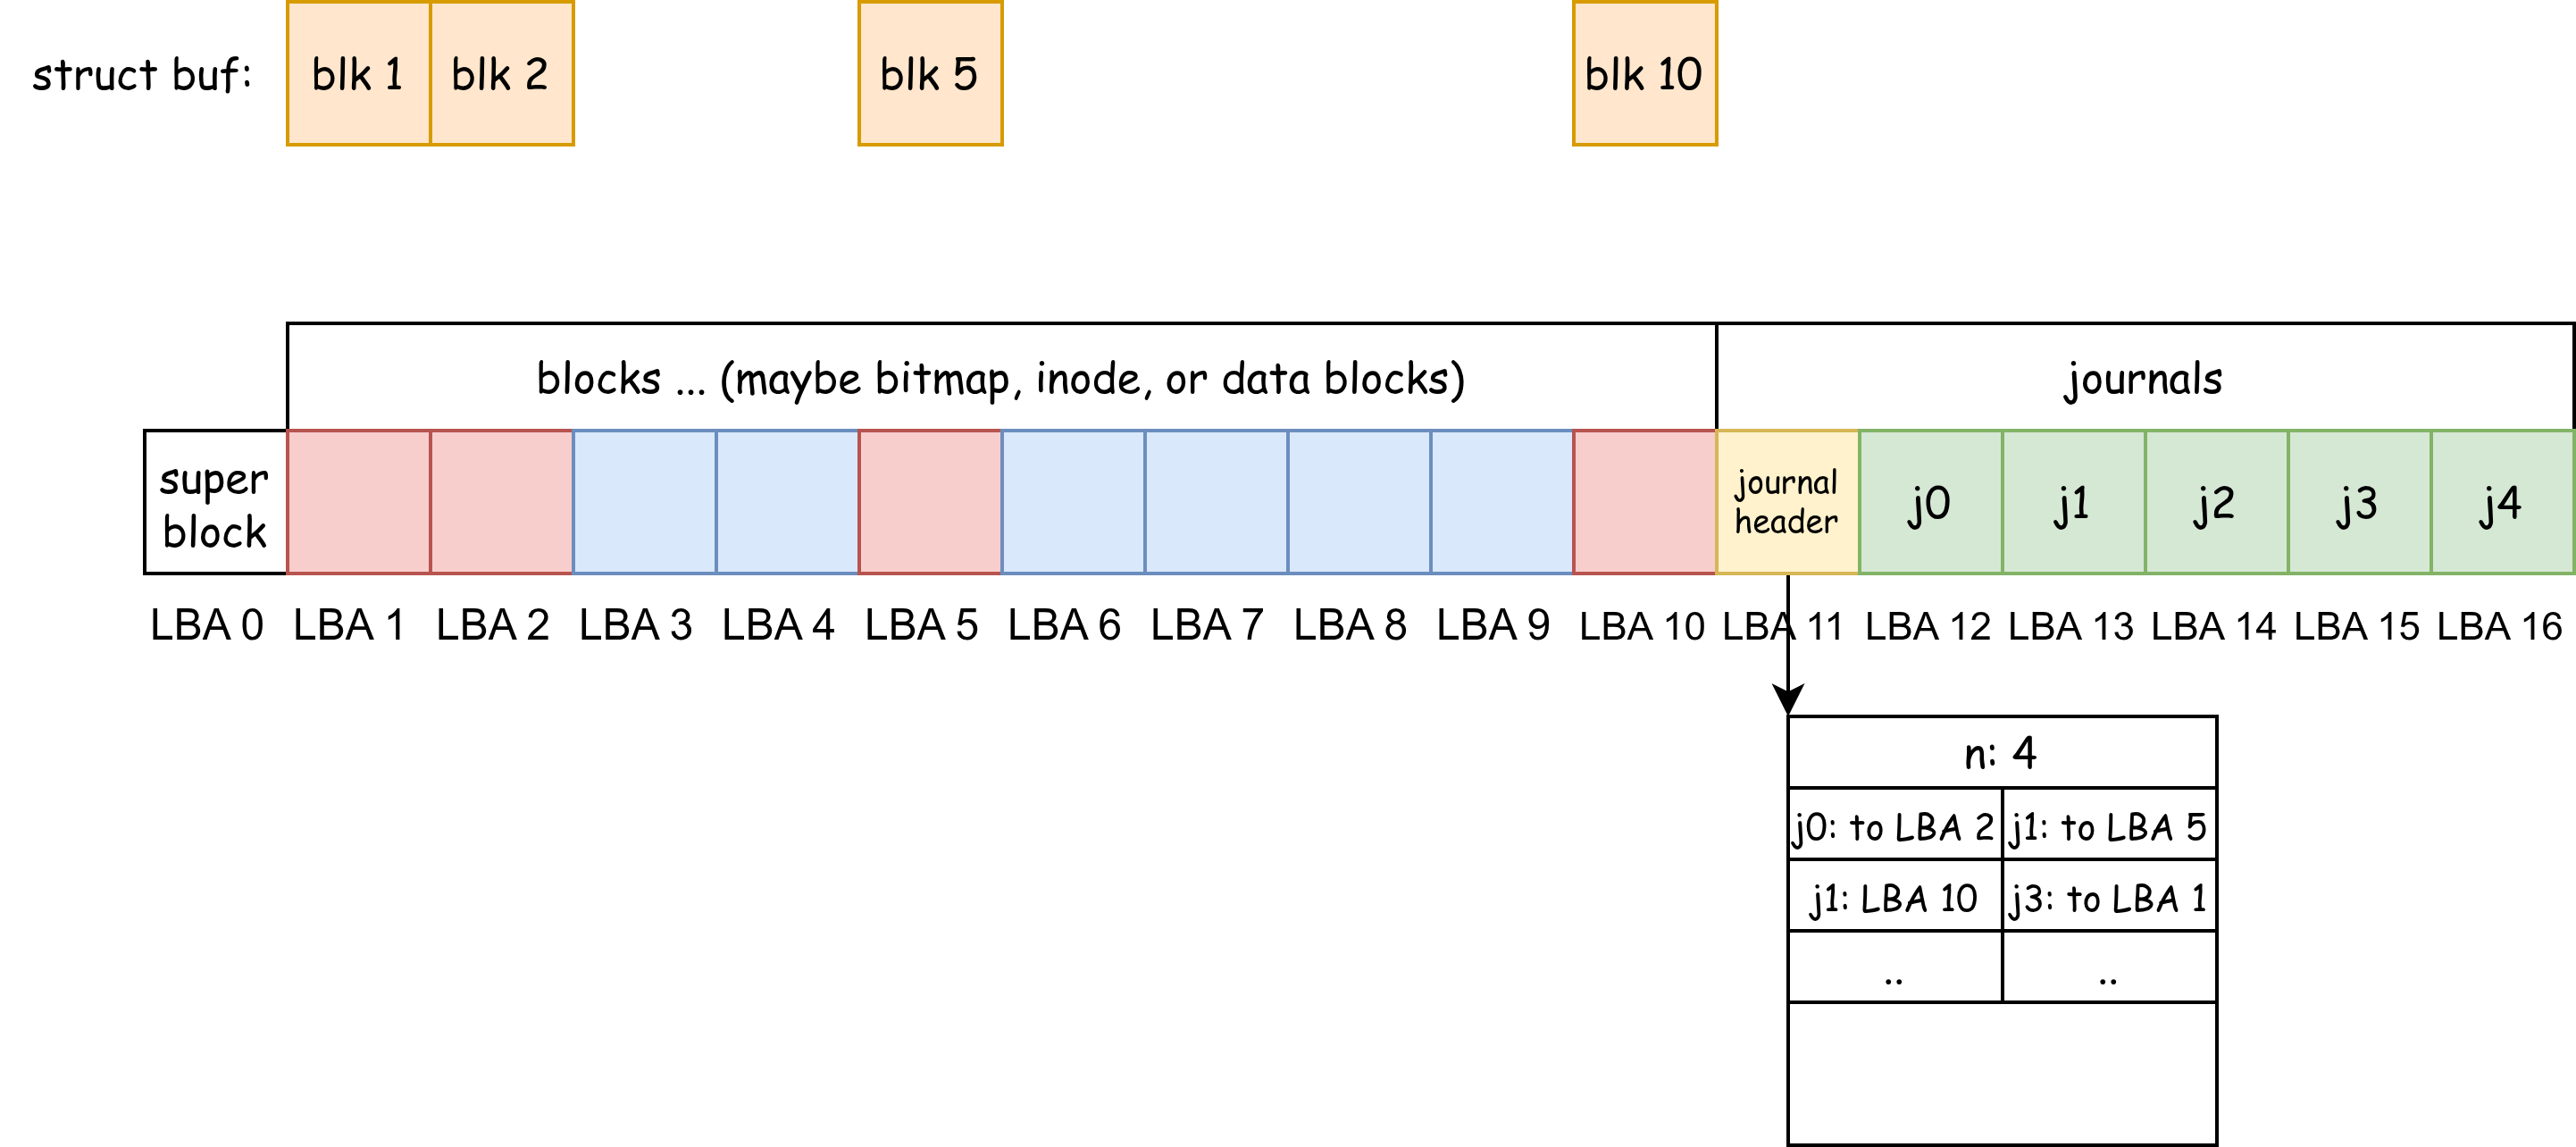 struct buf:
blk 1
blk 2
blk 5
blk 10
blocks ... (maybe bitmap, inode, or data blocks)
journals
super
block
journal
header
j0
j1
j2
j3
j4
LBA 0
LBA 1
LBA 2
LBA 3
LBA 4
LBA 5
LBA 6
LBA 7
LBA 8
LBA 9
LBA 10
LBA 11
LBA 12
LBA 13
LBA 14
LBA 15
LBA 16
n: 4
j0: to LBA 2
j1: to LBA 5
j1: LBA 10
j3: to LBA 1
..
..